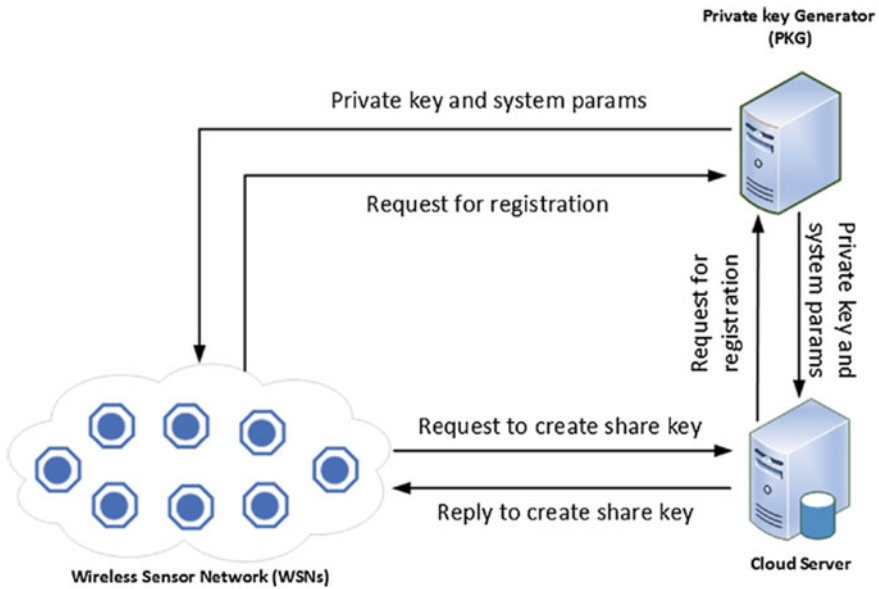 Private key Generator
(PKG)
Private key and system params
Request for registration
Request for
registration
Private key and
system params
Request to create share key
Reply to create share key
Cloud Server
Wireless Sensor Network (WSNs)